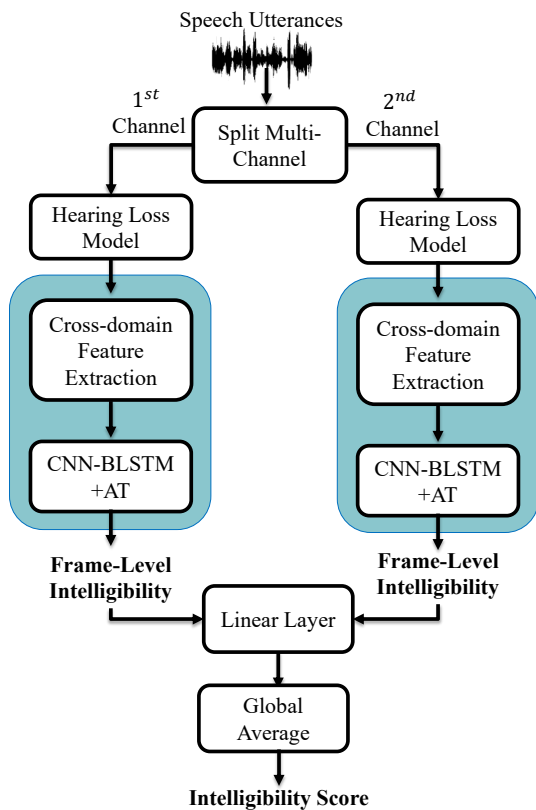 Speech Utterances
1st
Channel
2nd
Channel
Split Multi-
Channel
Hearing Loss
Model
Hearing Loss
Model
Cross-domain
Feature
Extraction
Cross-domain
Feature
Extraction
CNN-BLSTM
+AT
CNN-BLSTM
+AT
Frame-Level
Intelligibility
Frame-Level
Intelligibility
Linear Layer
Global
Average
Intelligibility Score